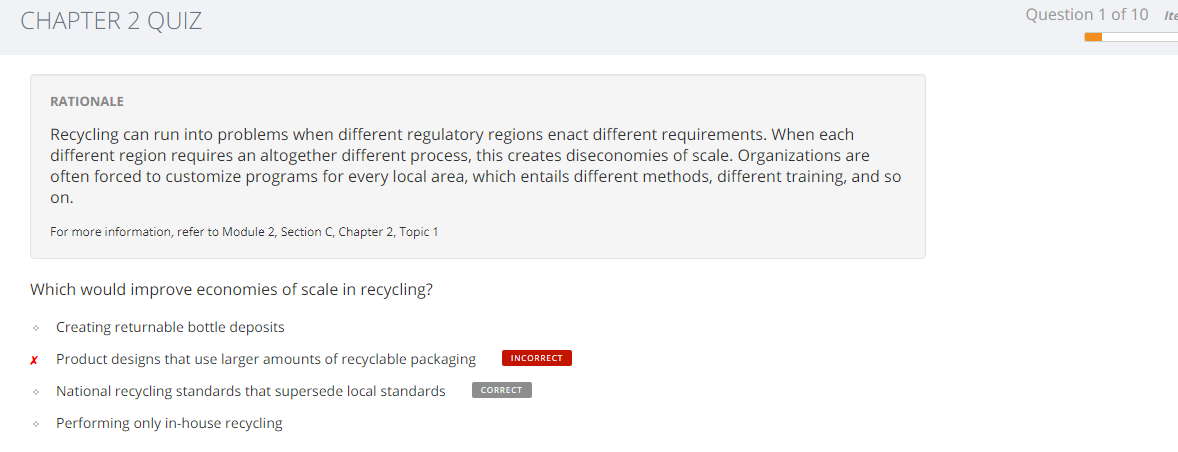 CHAPTER 2 QUIZ
Question 1 of 10 Ite
RATIONALE
Recycling can run into problems when different regulatory regions enact different requirements. When each
different region requires an altogether different process, this creates diseconomies of scale. Organizations are
often forced to customize programs for every local area, which entails different methods, different training, and so
on.
For more information, refer to Module 2, Section C, Chapter 2, Topic 1
Which would improve economies of scale in recycling?
Creating returnable bottle deposits
✗ Product designs that use larger amounts of recyclable packaging INCORRECT
National recycling standards that supersede local standards CORRECT
Performing only in-house recycling